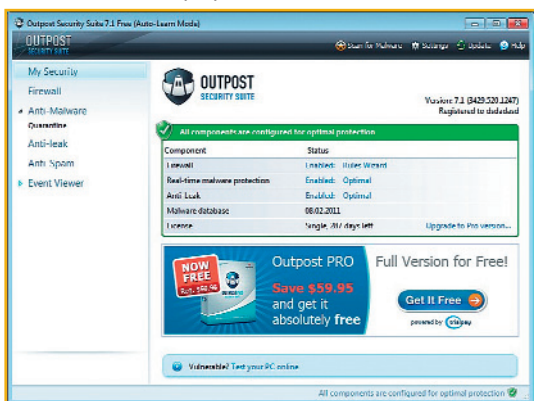 Outpost Security Suite 7.1 Free (Auto-Learn Mode)
OUTPOST
SECURITY SUITE
Scan for Malware Settings Update Help
My Security
Firewall
Anti-Malware
Quarantine
Anti-leak
Anti Spam
Event Viewer
OUTPOST
SECURITY SUITE
Version: 7.1 (3429.520.1247)
Registered to
All components are configured for optimal protection
Component Status
Firewall Enabled: Rules Wizard
Real-time malware protection Enabled: Optimal
Anti Leak Enabled: Optimal
Malware database 08.02.2011
License Single, days left Upgrade to Pro version...
NOW
FREE
Outpost PRO
Save $59.95
and get it
absolutely free
Full Version for Free!
Get It Free
powered by trialpay
Vulnerable? Test your PC online
All components are configured for optimal protection